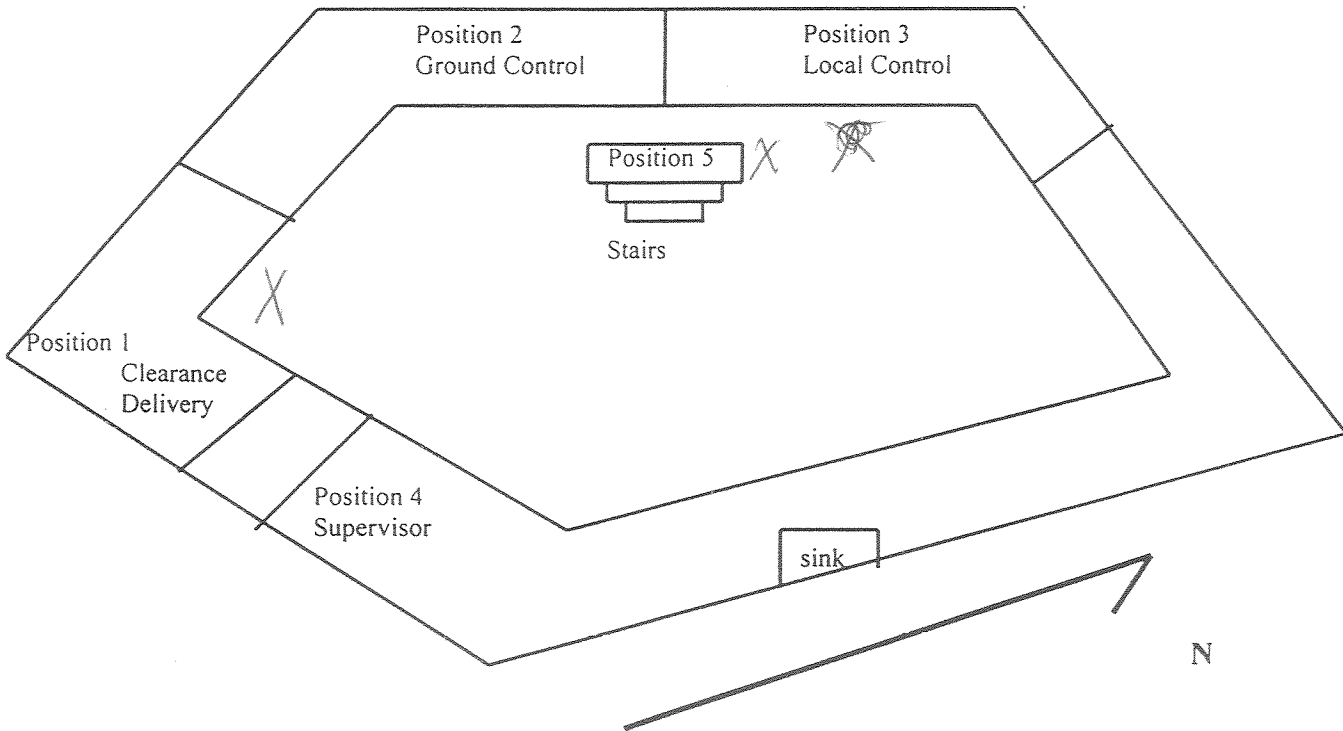 Position 2
Ground Control
Position 3
Local Control
Position 5
Stairs
Position 1
Clearance
Delivery
Position 4
Supervisor
sink
N